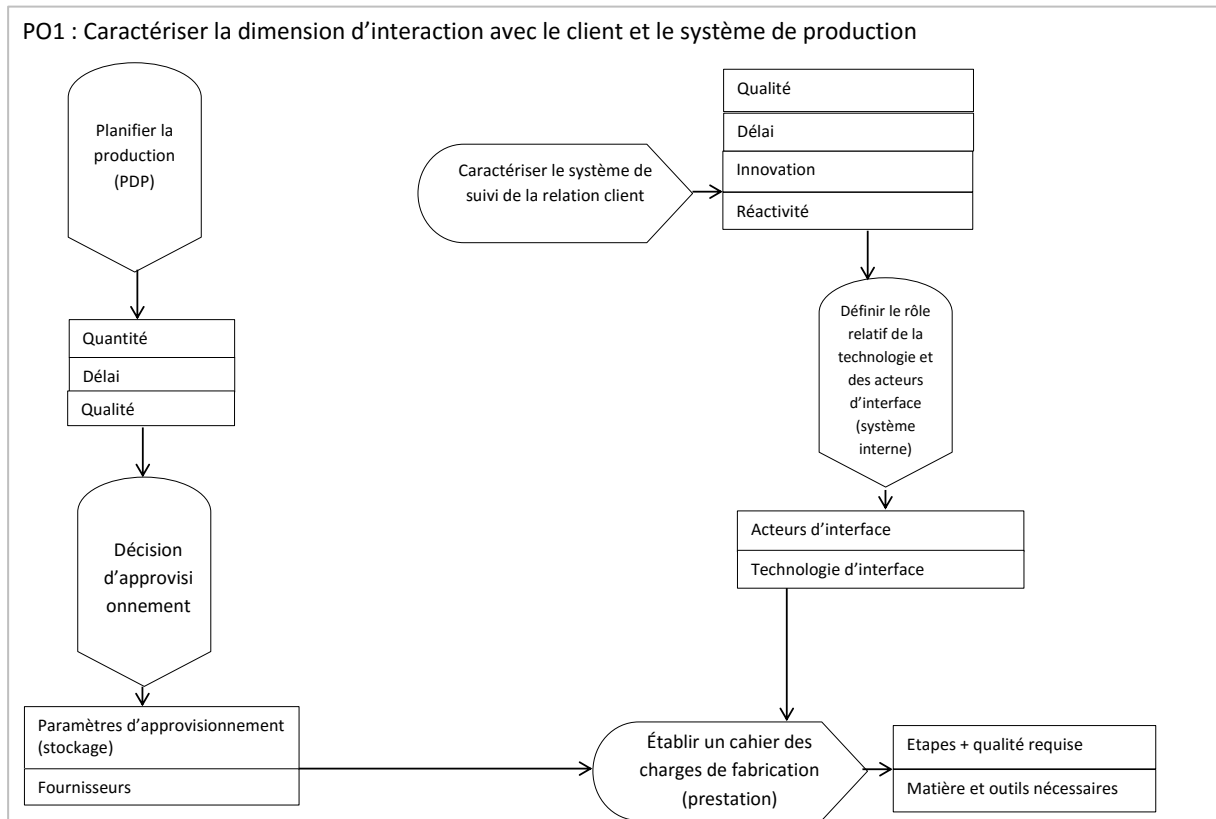 PO1 : Caractériser la dimension d’interaction avec le client et le système de production
Planifier la
production
(PDP)
Quantité
Délai
Qualité
Décision
d’approvisi
onnement
Paramètres d’approvisionnement
(stockage)
Fournisseurs
Caractériser le système de
suivi de la relation client
Qualité
Délai
Innovation
Réactivité
Définir le rôle
relatif de la
technologie et
des acteurs
d’interface
(système
interne)
Acteurs d’interface
Technologie d’interface
Établir un cahier des
charges de fabrication
(prestation)
Etapes + qualité requise
Matière et outils nécessaires